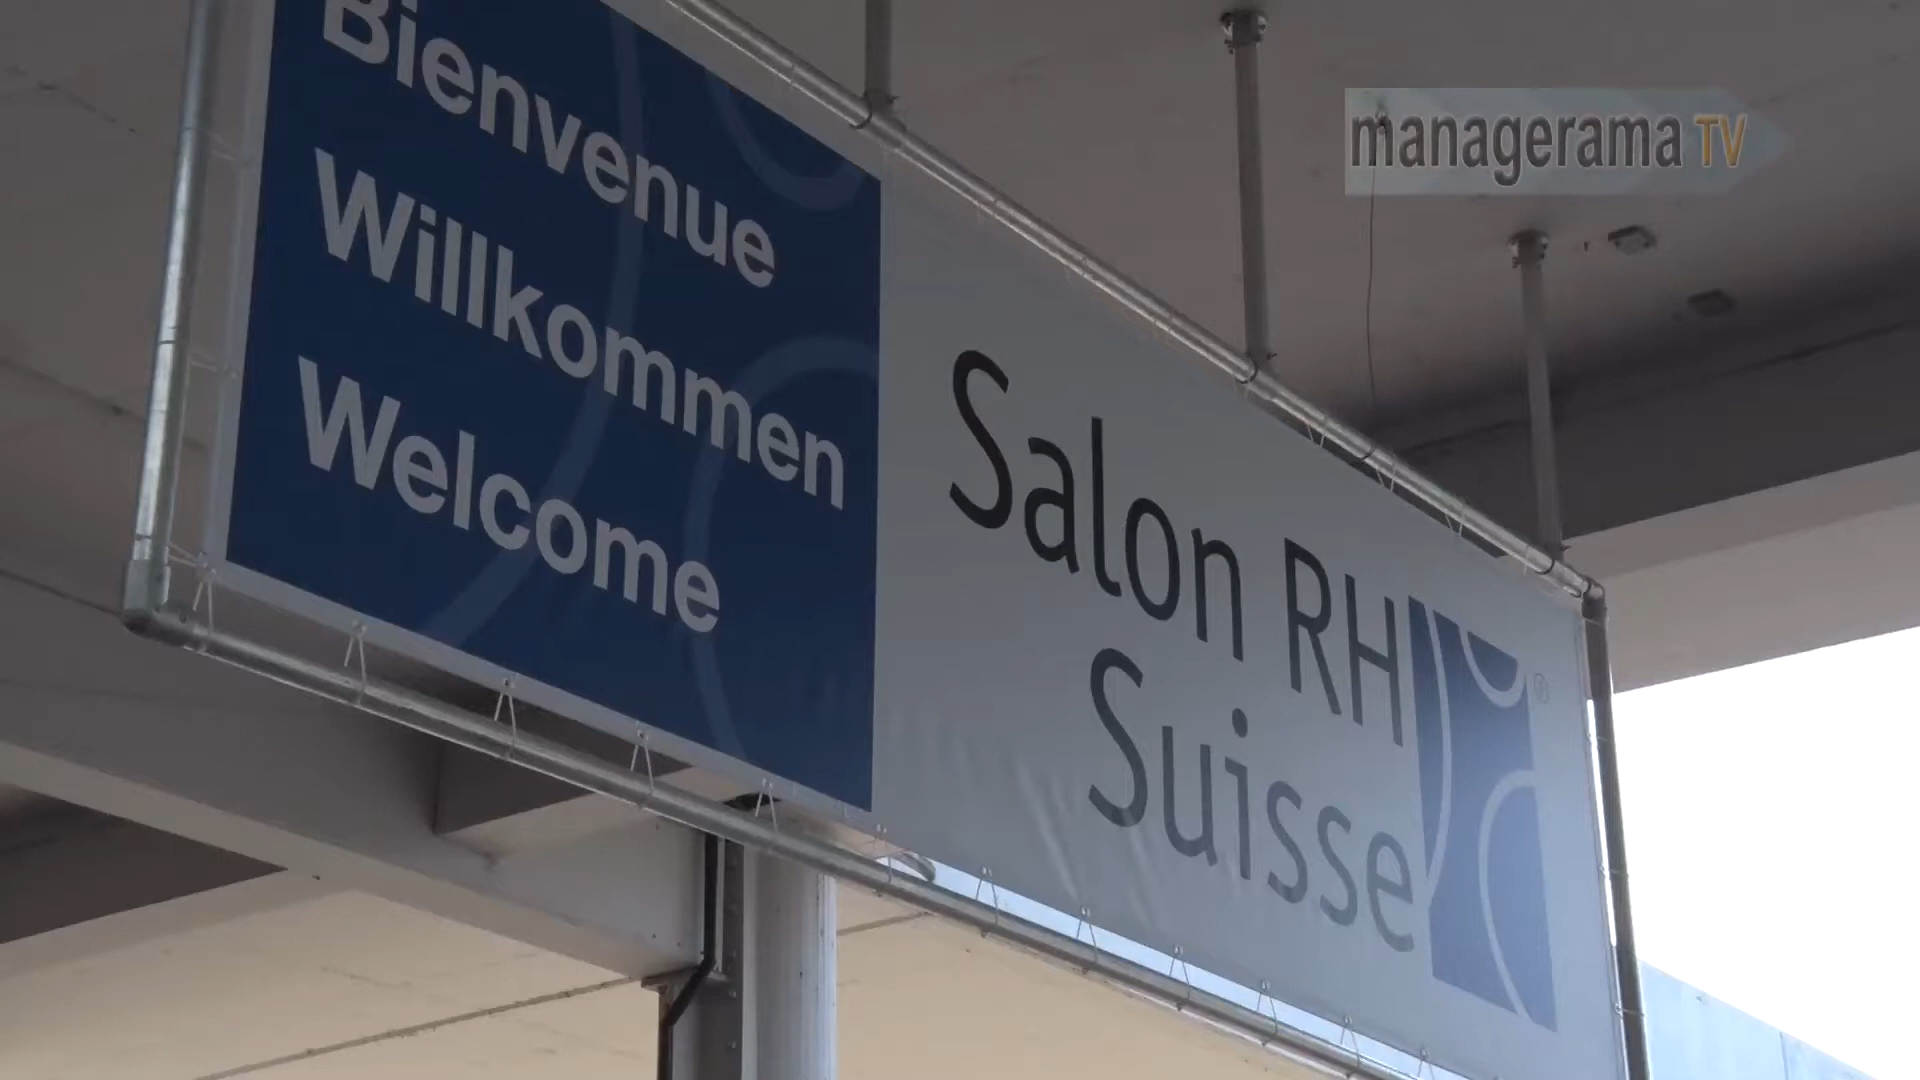 managerama TV
Bienvenue
Willkommen
Welcome
Salon RH
Suisse
®